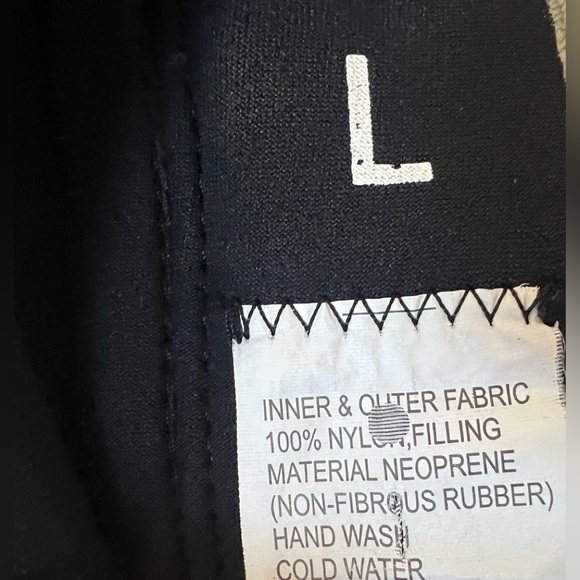 L
INNER & OUTER FABRIC
100% NYLON,FILLING
MATERIAL NEOPRENE
(NON-FIBROUS RUBBER)
HAND WASH
COLD WATER